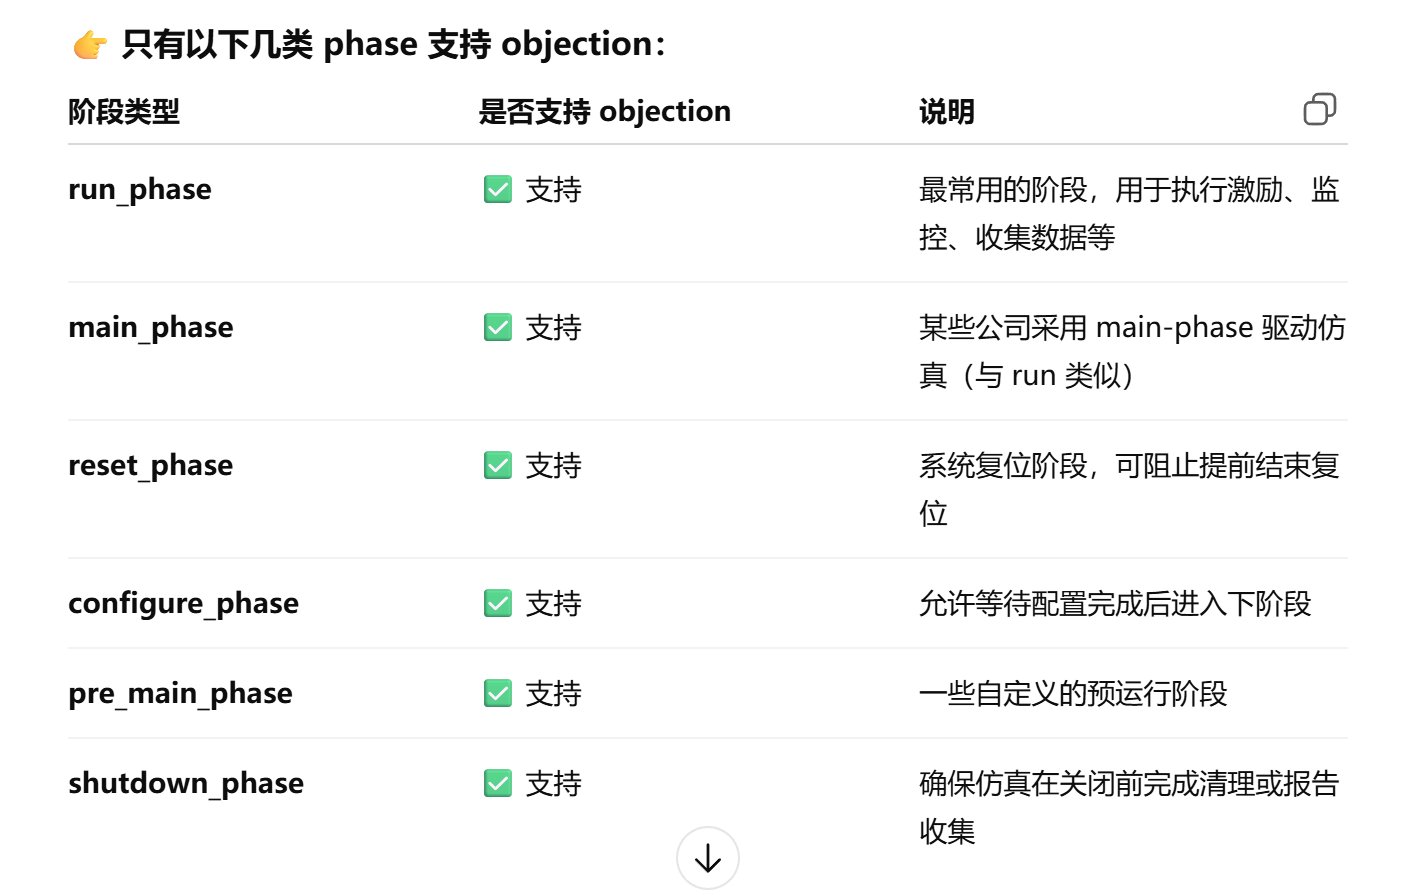 👉 只有以下几类 phase 支持 objection：
阶段类型 是否支持 objection 说明
run_phase ✅ 支持 最常用的阶段，用于执行激励、监
控、收集数据等
main_phase ✅ 支持 某些公司采用 main-phase 驱动仿
真（与 run 类似）
reset_phase ✅ 支持 系统复位阶段，可阻止提前结束复
位
configure_phase ✅ 支持 允许等待配置完成后进入下阶段
pre_main_phase ✅ 支持 一些自定义的预运行阶段
shutdown_phase ✅ 支持 确保仿真在关闭前完成清理或报告
收集